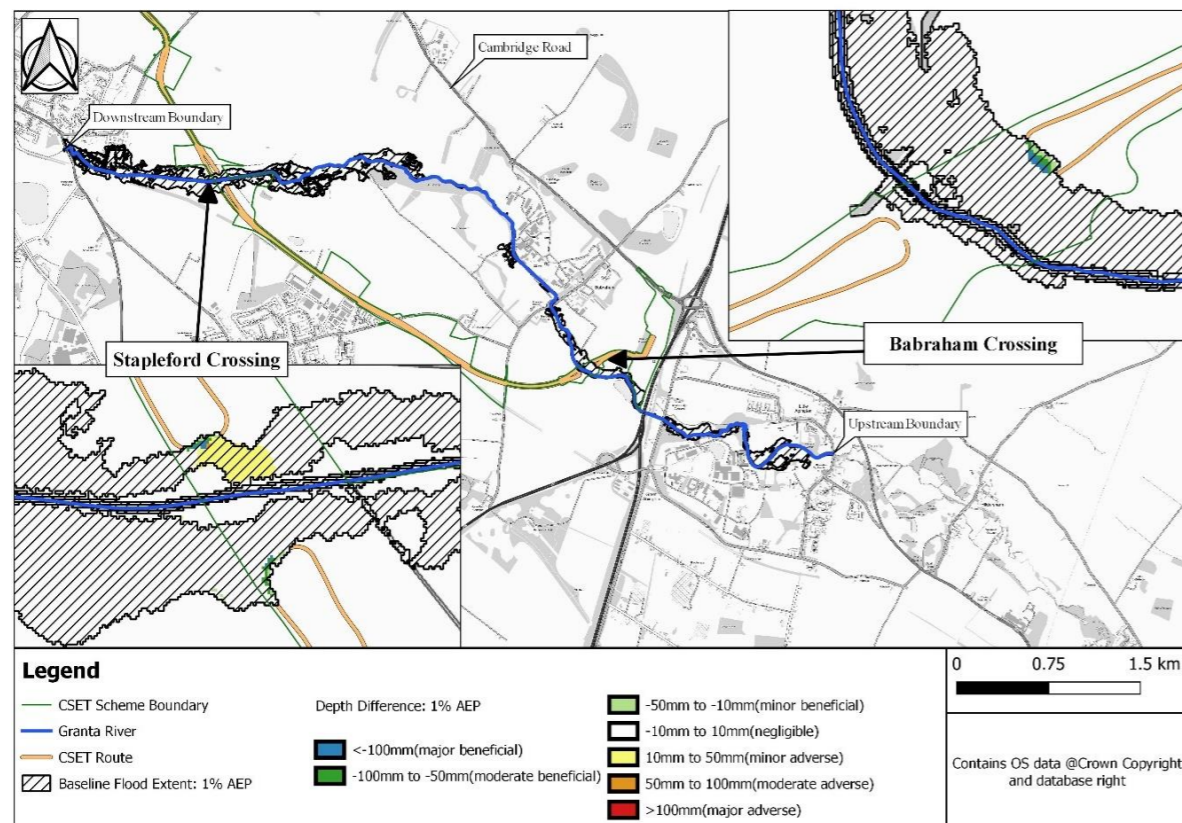 Cambridge Road
Downstream Boundary
Stapleford Crossing
Babraham Crossing
Upstream Boundary
Babraham
Legend
CSET Scheme Boundary
Granta River
CSET Route
Baseline Flood Extent: 1% AEP
Depth Difference: 1% AEP
<-100mm(major beneficial)
-100mm to -50mm(moderate beneficial)
-50mm to -10mm(minor beneficial)
-10mm to 10mm(negligible)
10mm to 50mm(minor adverse)
50mm to 100mm(moderate adverse)
>100mm(major adverse)
0 0.75 1.5 km
Contains OS data @Crown Copyright
and database right